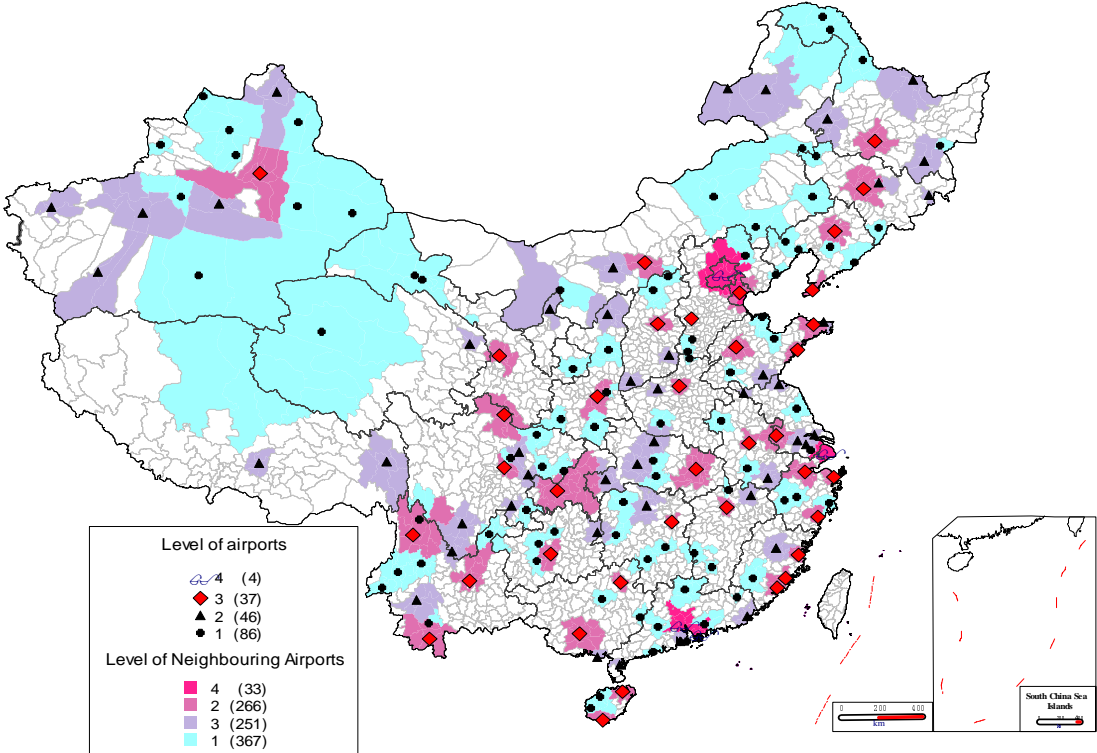 Level of airports
4 (4)
3 (37)
2 (46)
1 (86)
Level of Neighbouring Airports
4 (33)
2 (266)
3 (251)
1 (367)
0 200 400
km
South China Sea
Islands